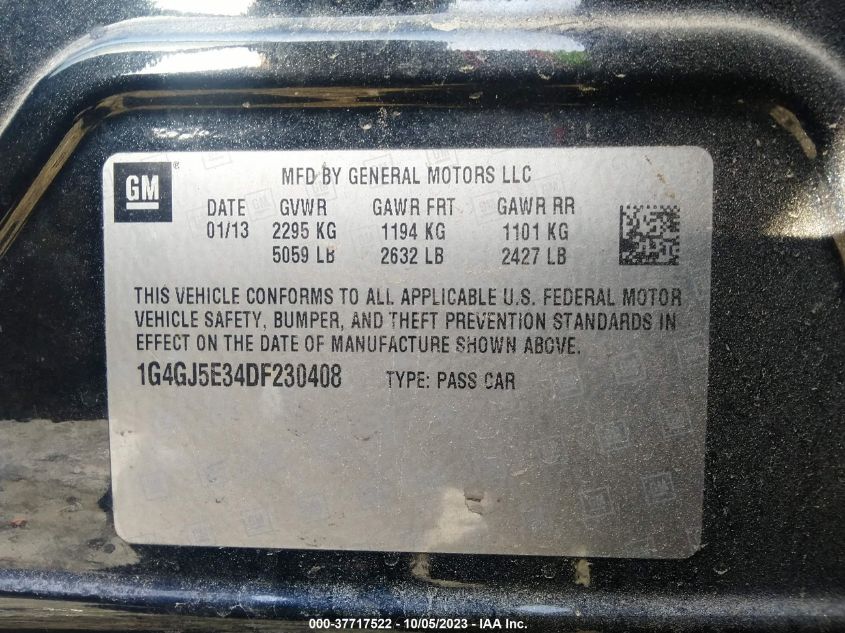 GM ®
MFD BY GENERAL MOTORS LLC
DATE GVWR GAWR FRT GAWR RR
01/13 2295 KG 1194 KG 1101 KG
5059 LB 2632 LB 2427 LB
THIS VEHICLE CONFORMS TO ALL APPLICABLE U.S. FEDERAL MOTOR
VEHICLE SAFETY, BUMPER, AND THEFT PREVENTION STANDARDS IN
EFFECT ON THE DATE OF MANUFACTURE SHOWN ABOVE.
1G4GJ5E34DF230408 TYPE: PASS CAR
000-37717522 - 10/05/2023 - IAA Inc.